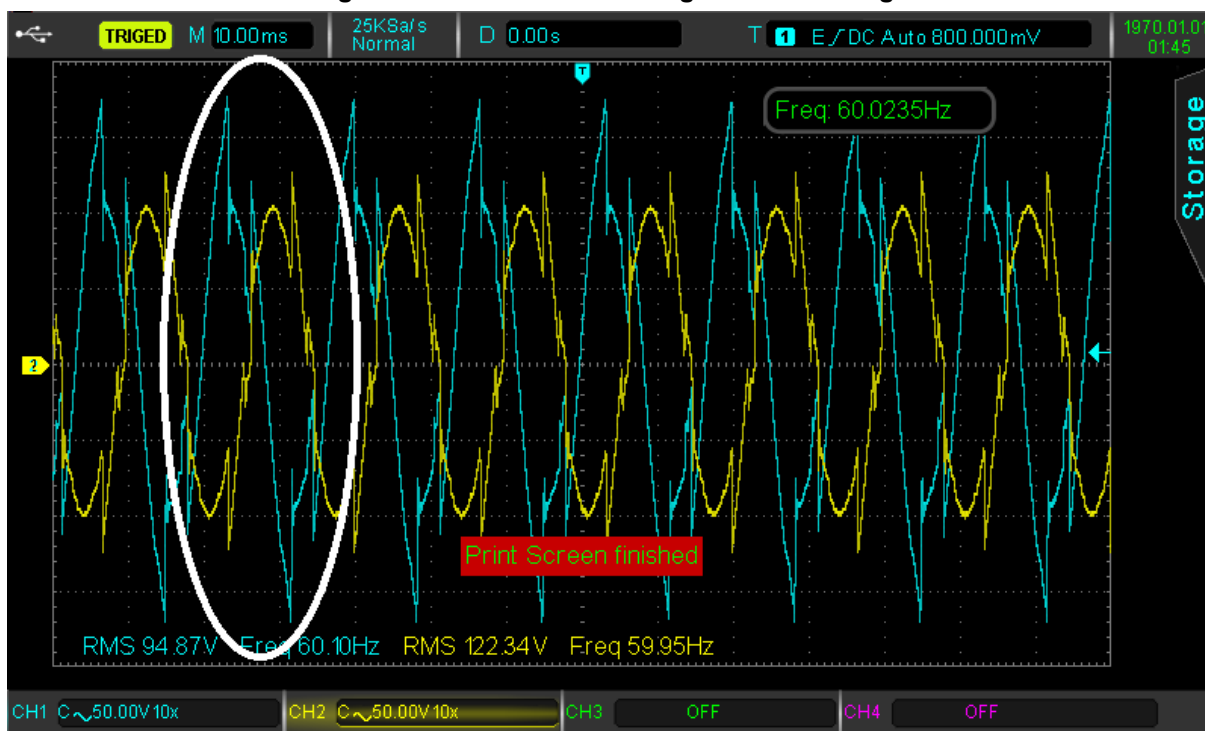 TRIGED M 10.00ms 25KSa/s Normal D 0.00s T 1 E DC Auto 800.000mV 1970.01.01 01:45
T
Freq: 60.0235Hz
Storage
2
Print Screen finished
RMS 94.87V Freq 60.10Hz RMS 122.34V Freq 59.95Hz
CH1 C 50.00V 10x CH2 C 50.00V 10x CH3 OFF CH4 OFF